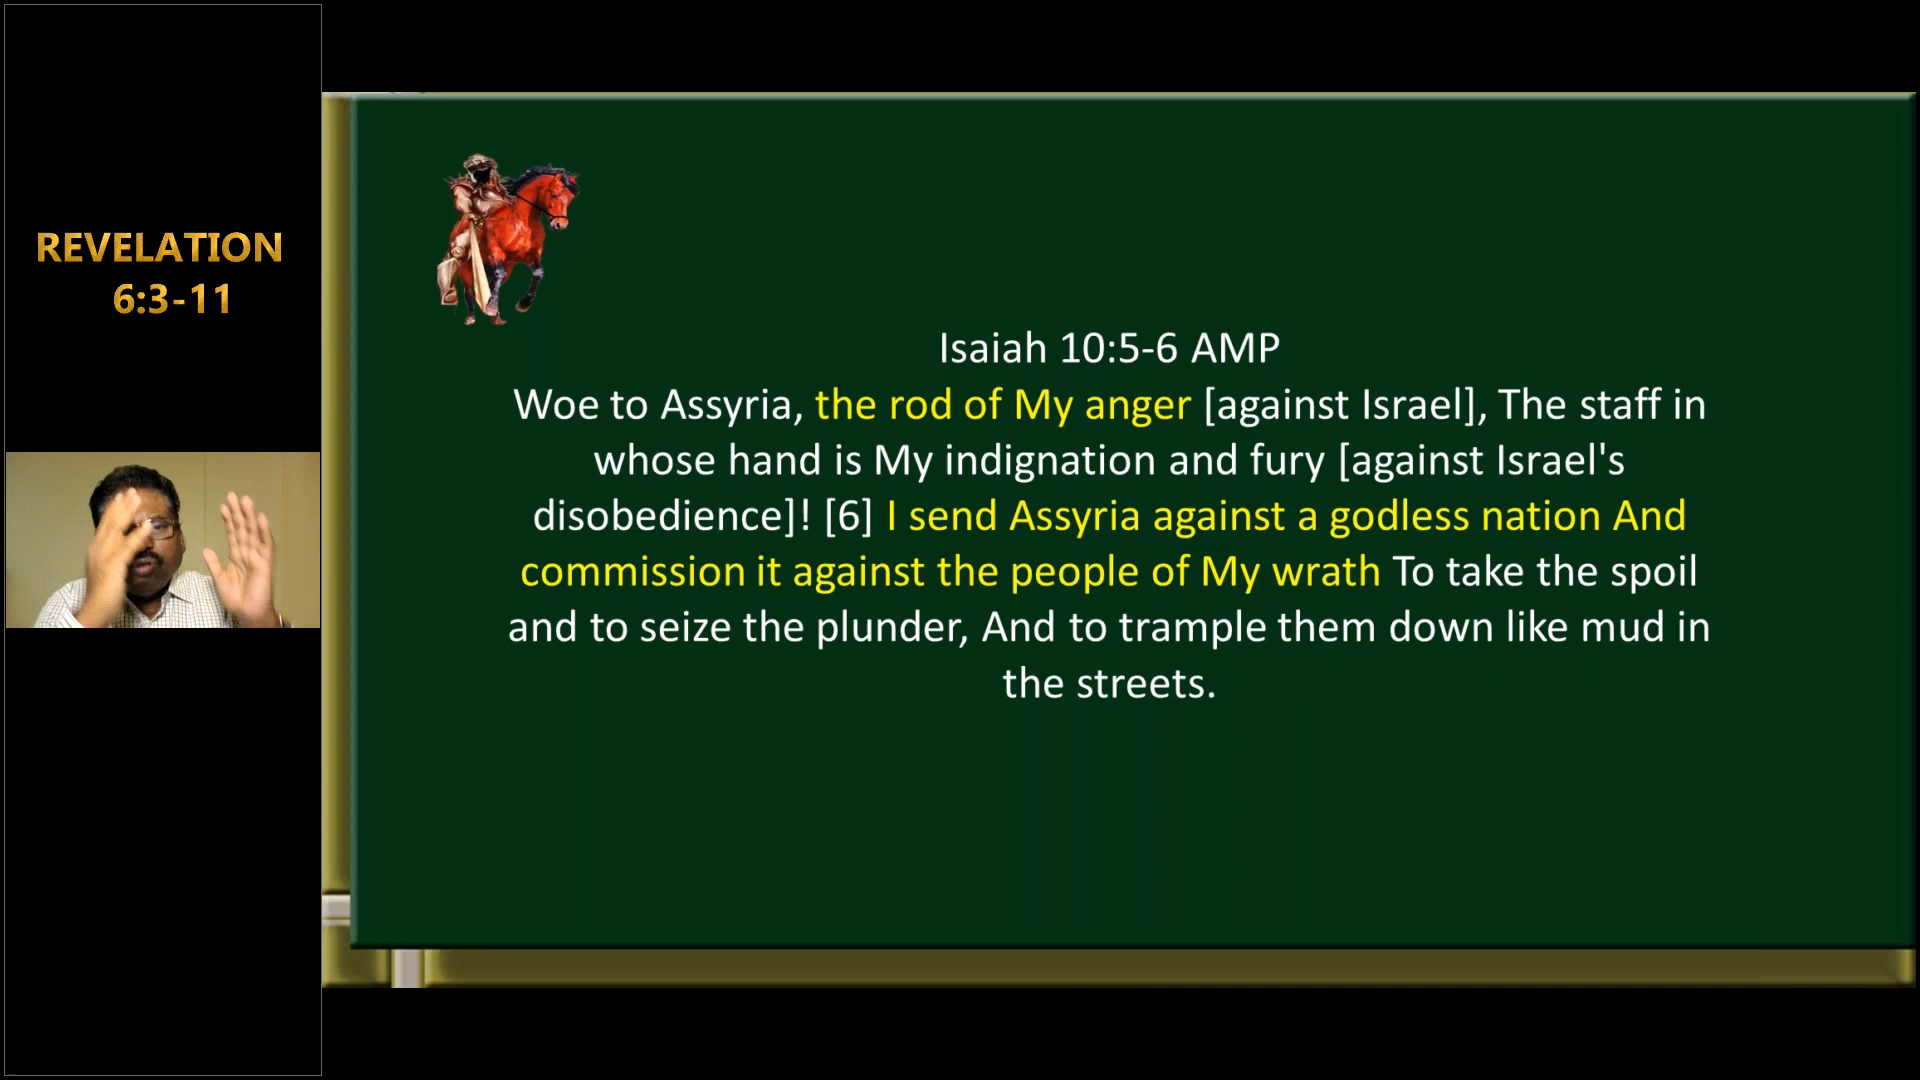 REVELATION
6:3-11
Isaiah 10:5-6 AMP
Woe to Assyria, the rod of My anger [against Israel], The staff in
whose hand is My indignation and fury [against Israel's
disobedience]! [6] I send Assyria against a godless nation And
commission it against the people of My wrath To take the spoil
and to seize the plunder, And to trample them down like mud in
the streets.